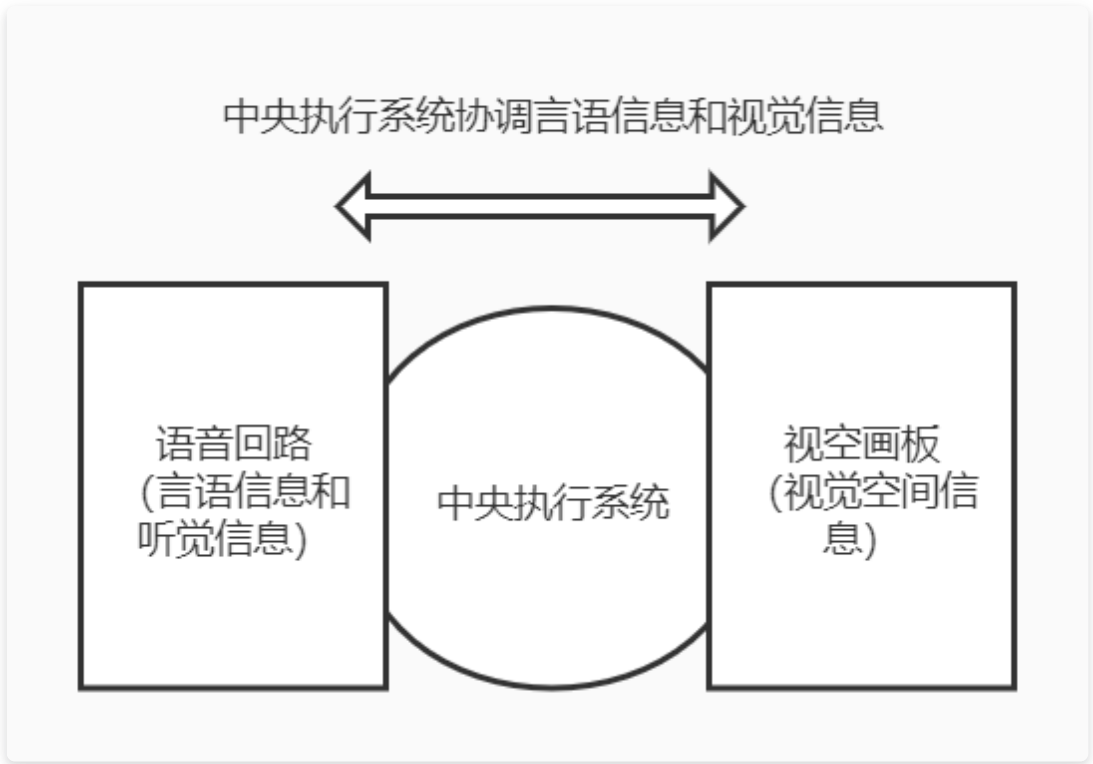 中央执行系统协调言语信息和视觉信息
语音回路
(言语信息和
听觉信息)
中央执行系统
视空画板
(视觉空间信
息)